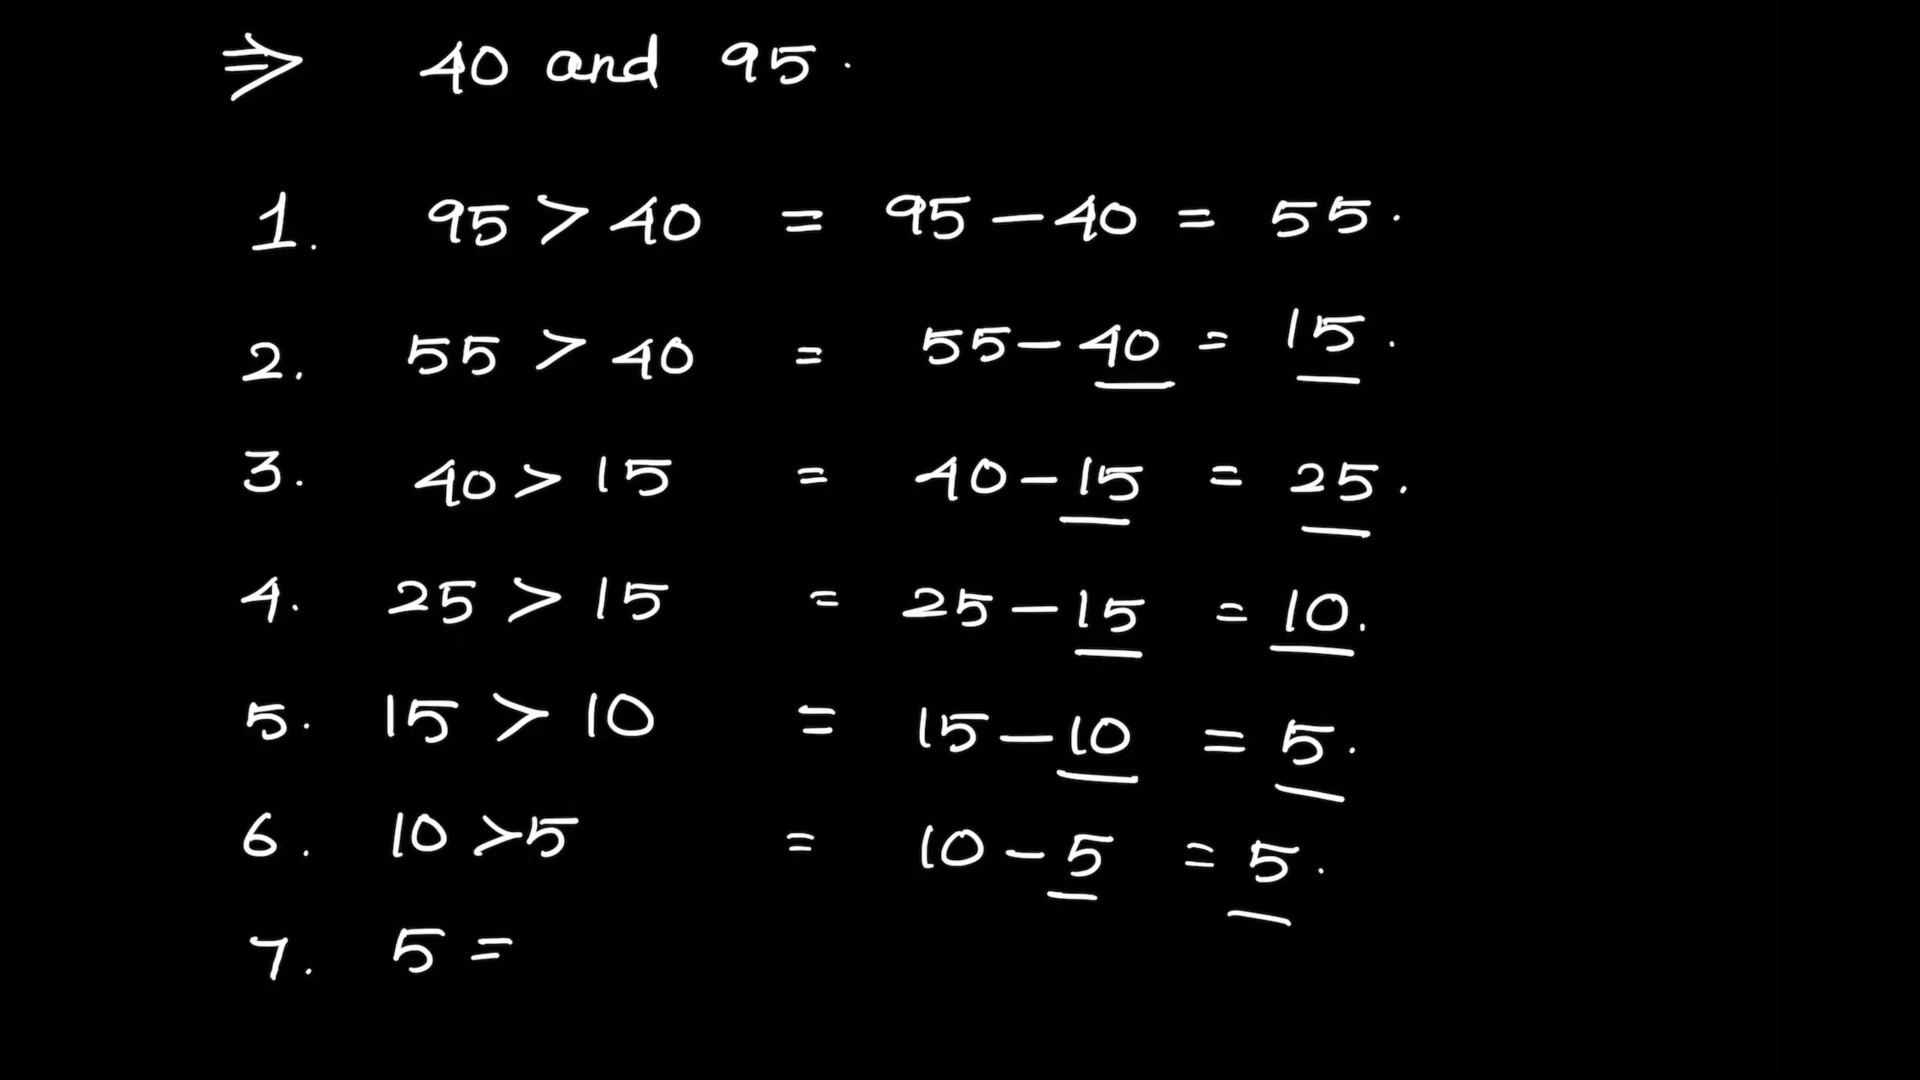 ⇒ 40 and 95.
1. 95 > 40 = 95 - 40 = 55.
2. 55 > 40 = 55 - 40 = 15.
3. 40 > 15 = 40 - 15 = 25.
4. 25 > 15 = 25 - 15 = 10.
5. 15 > 10 = 15 - 10 = 5.
6. 10 > 5 = 10 - 5 = 5.
7. 5 =